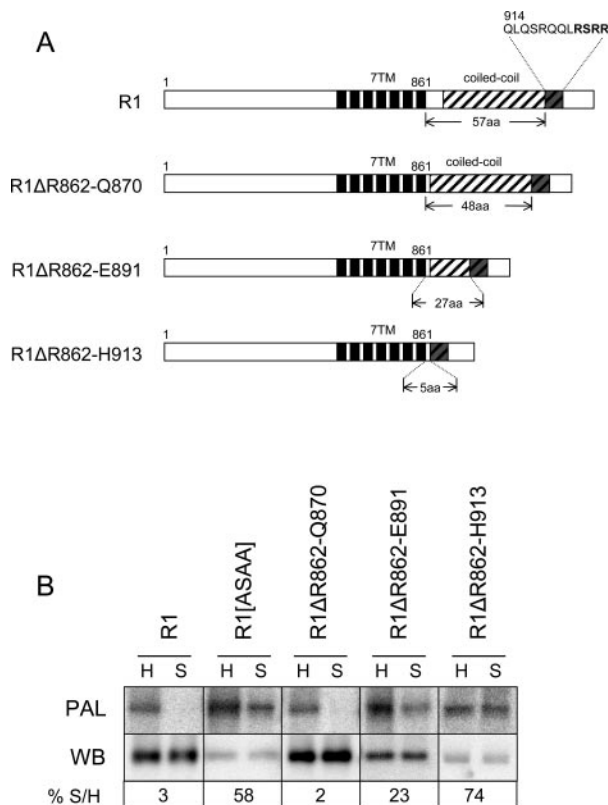 A
914
QLQSRQQLRSRR
1 7TM 861 coiled-coil
R1
57aa
1 7TM 861 coiled-coil
R1ΔR862-Q870
48aa
1 7TM 861
R1ΔR862-E891
27aa
1 7TM 861
R1ΔR862-H913
5aa
B
R1 R1[ASAA] R1ΔR862-Q870 R1ΔR862-E891 R1ΔR862-H913
H S H S H S H S H S
PAL
WB
% S/H 3 58 2 23 74